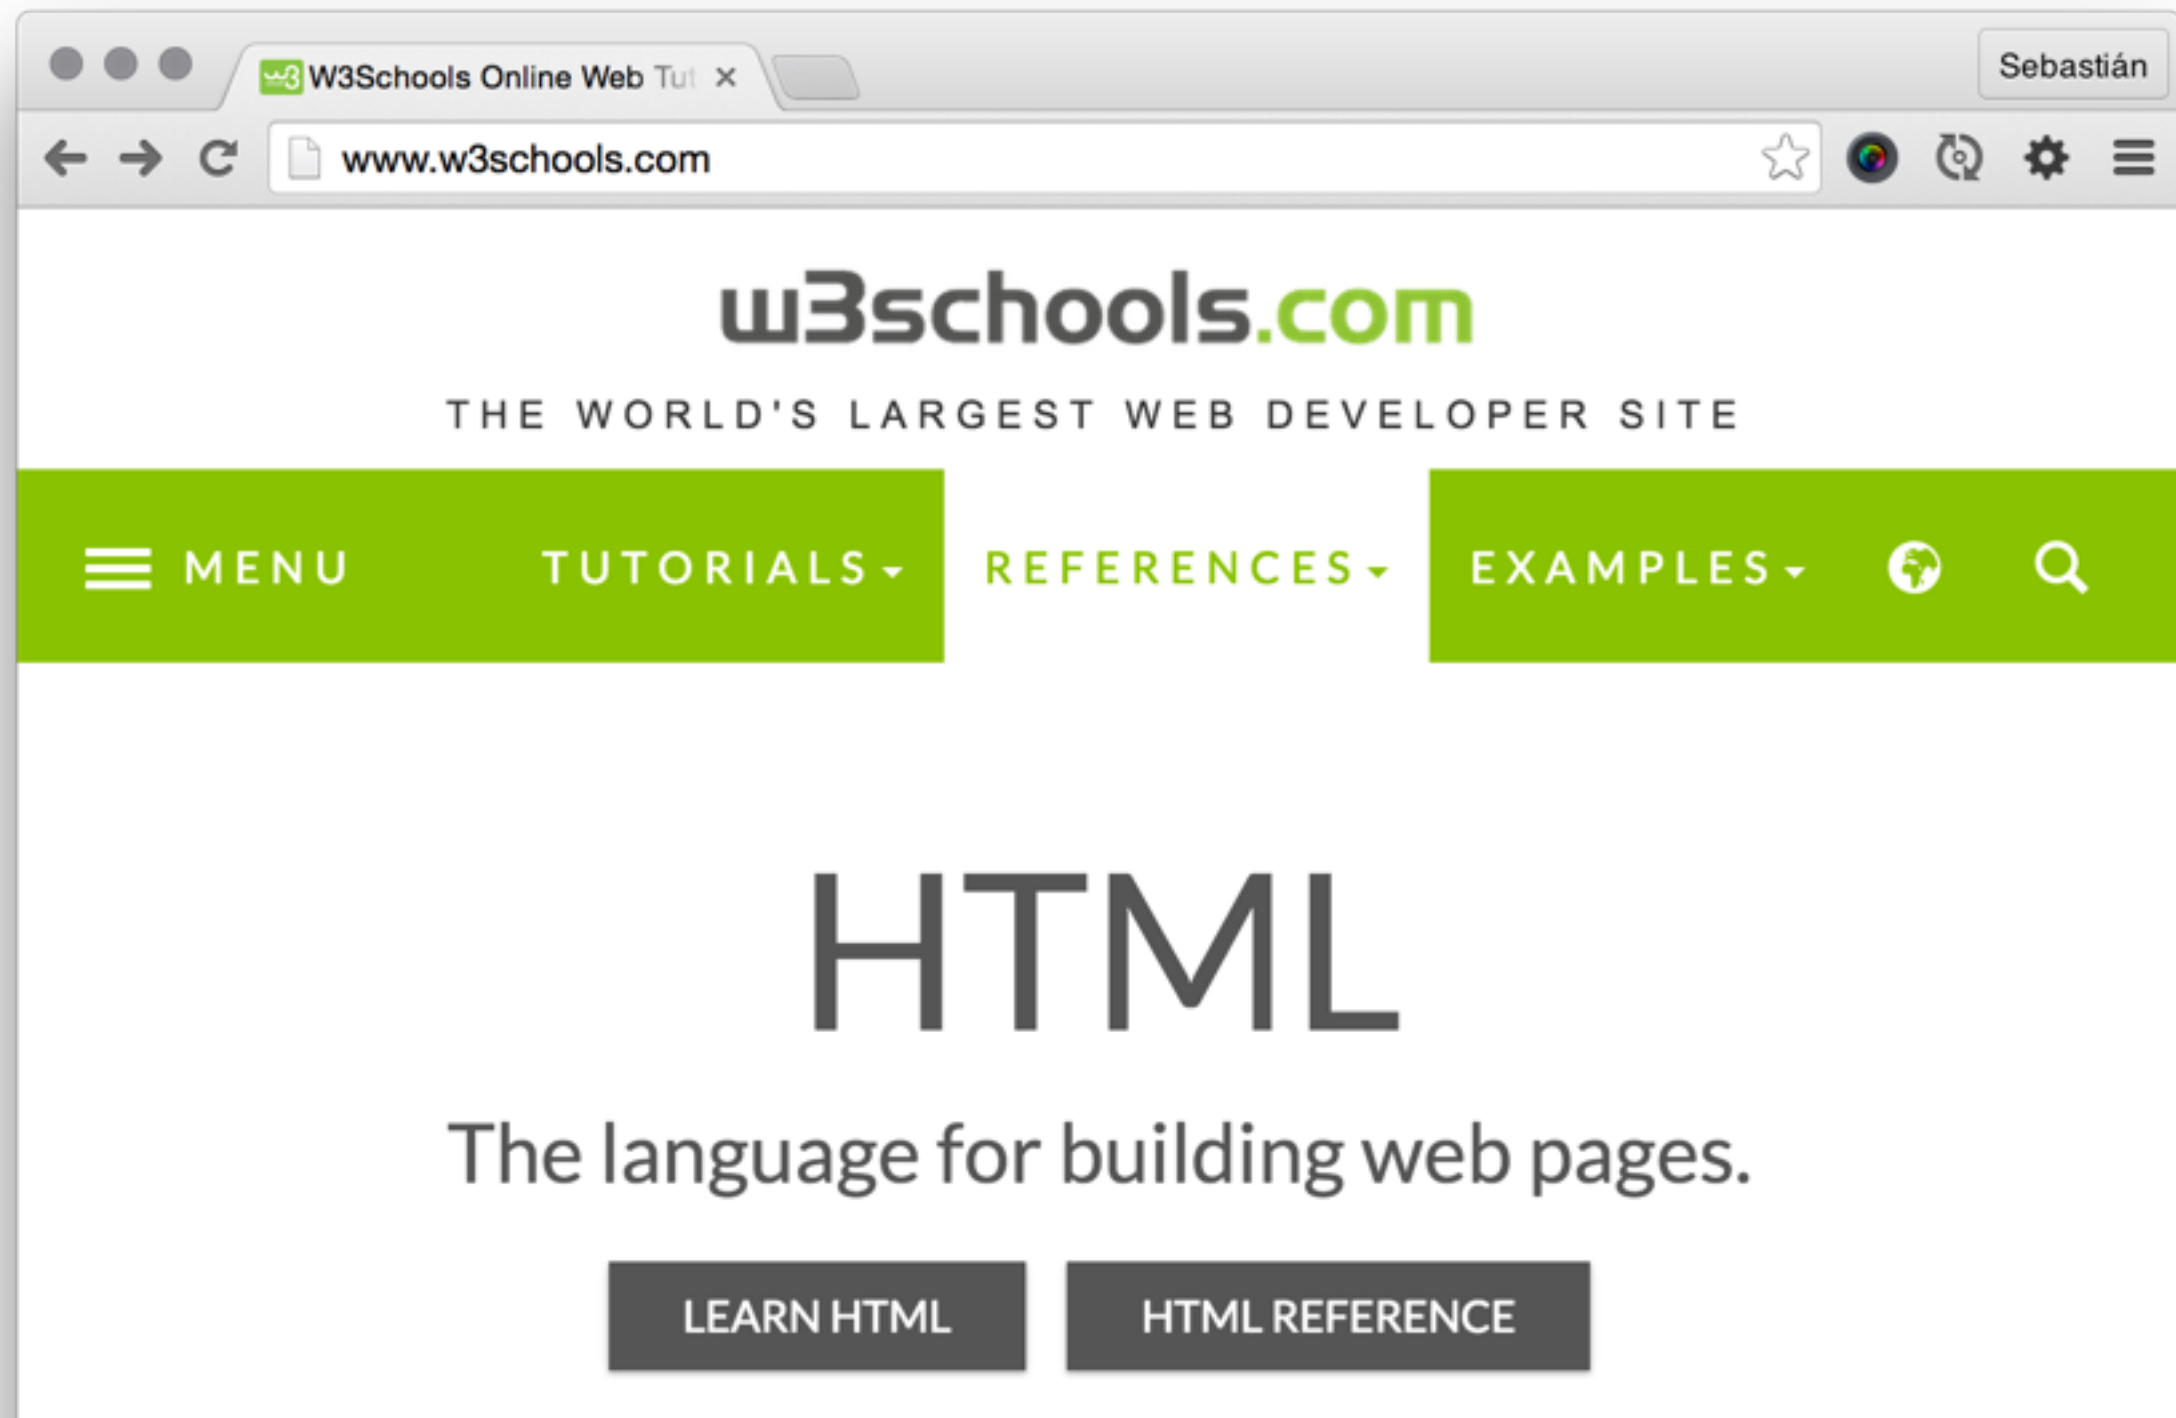 W3Schools Online Web Tut
Sebastián
www.w3schools.com
w3schools.com
THE WORLD'S LARGEST WEB DEVELOPER SITE
MENU TUTORIALS REFERENCES EXAMPLES
HTML
The language for building web pages.
LEARN HTML HTML REFERENCE